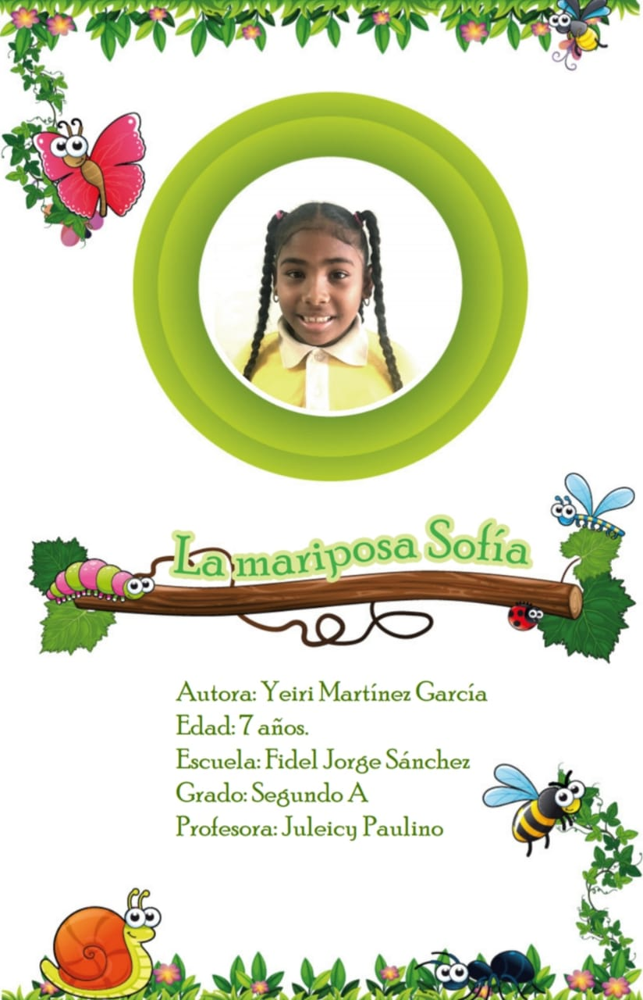 La mariposa Sofía
Autora: Yeiri Martínez García
Edad: 7 años.
Escuela: Fidel Jorge Sánchez
Grado: Segundo A
Profesora: Juleicy Paulino